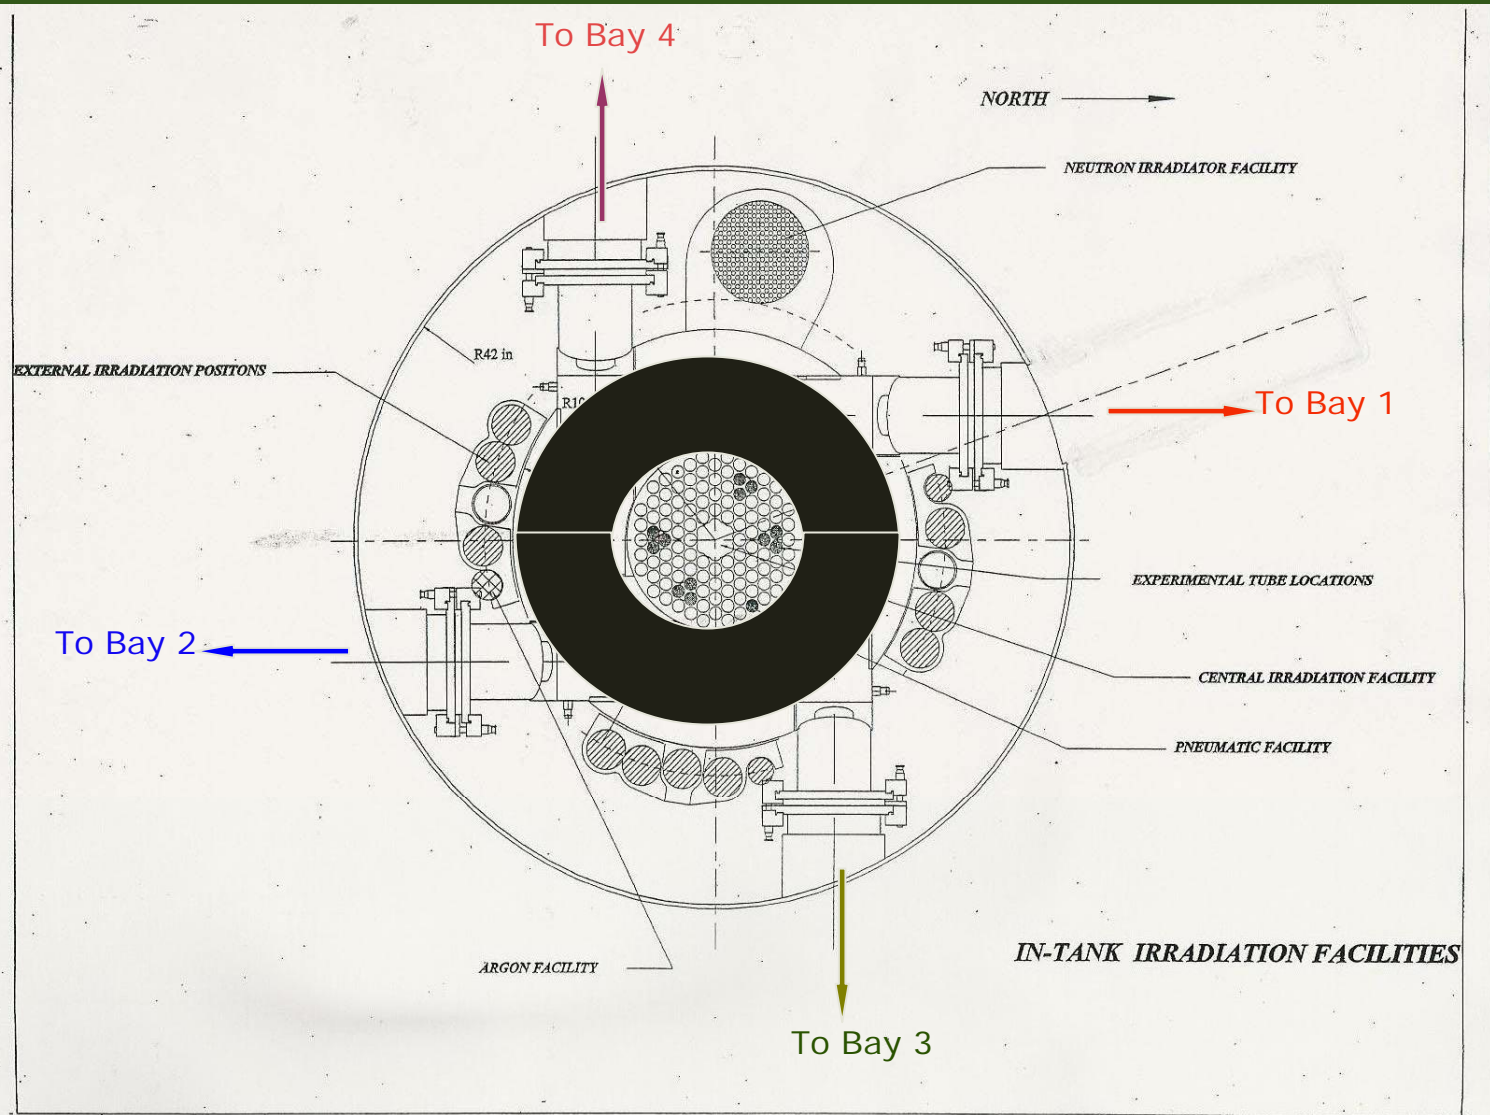 To Bay 4
NORTH
NEUTRON IRRADIATOR FACILITY
R42 in
EXTERNAL IRRADIATION POSITONS
R10
To Bay 1
EXPERIMENTAL TUBE LOCATIONS
To Bay 2
CENTRAL IRRADIATION FACILITY
PNEUMATIC FACILITY
IN-TANK IRRADIATION FACILITIES
ARGON FACILITY
To Bay 3